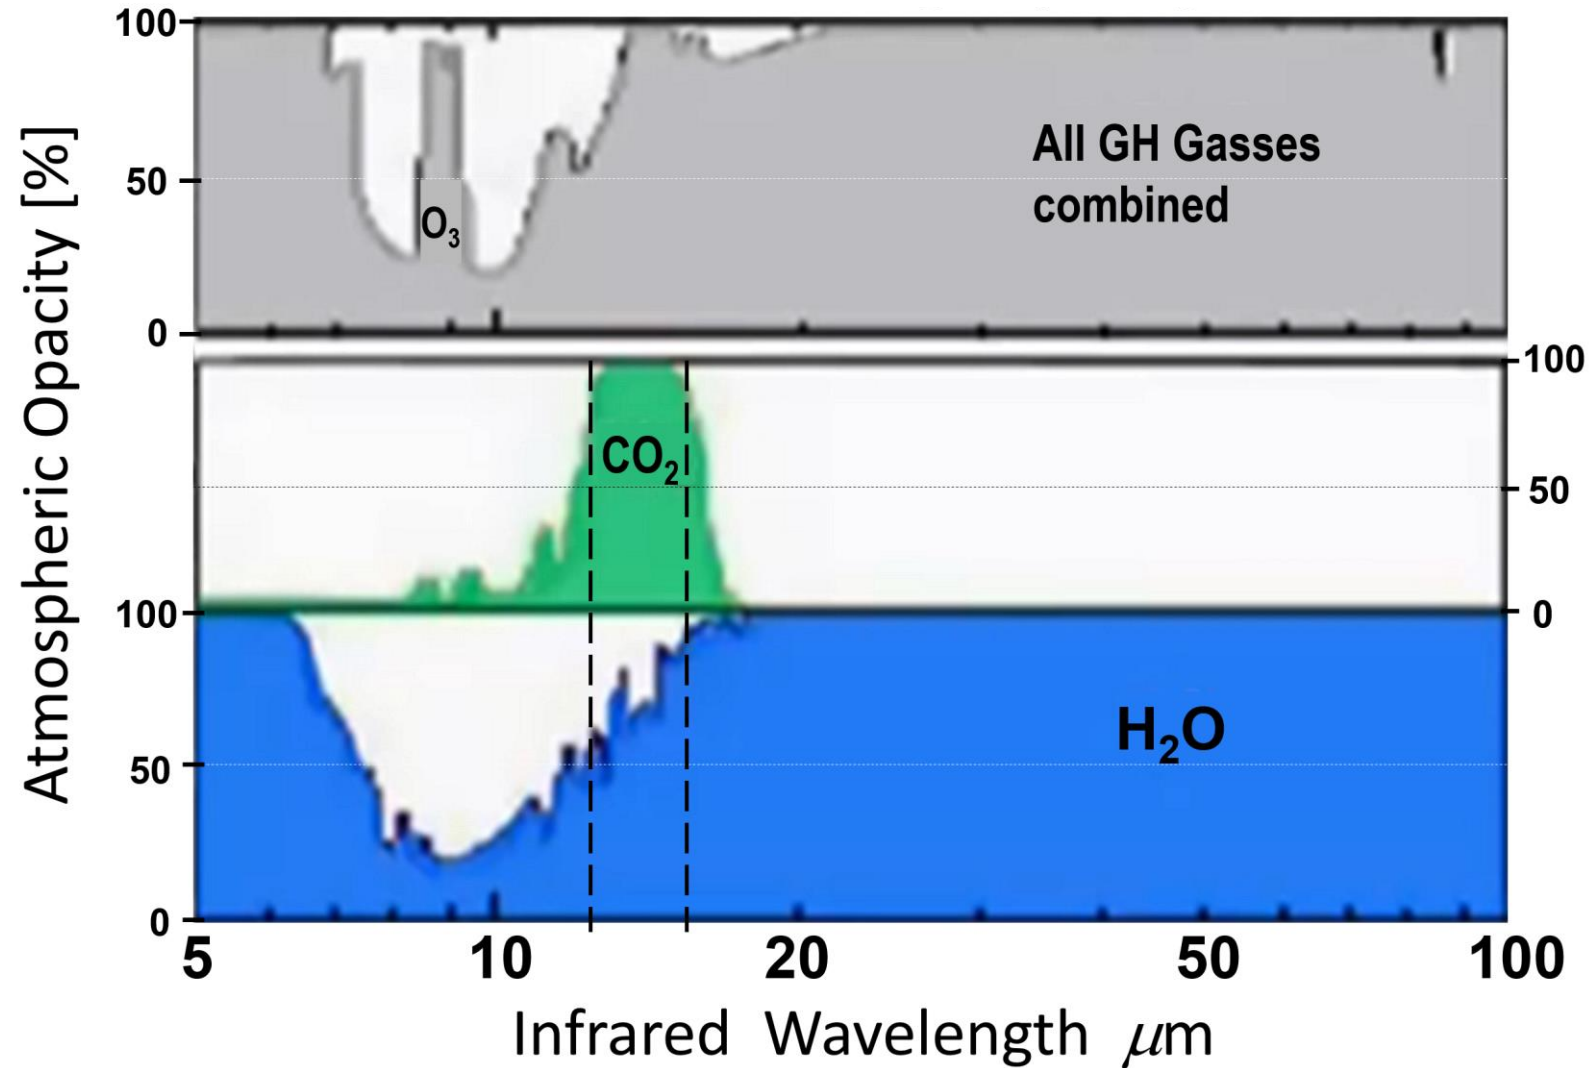 Atmospheric Opacity [%]
100
50
0
All GH Gasses
combined
O₃
100
50
0
CO₂
100
50
0
H₂O
5 10 20 50 100
Infrared Wavelength μm